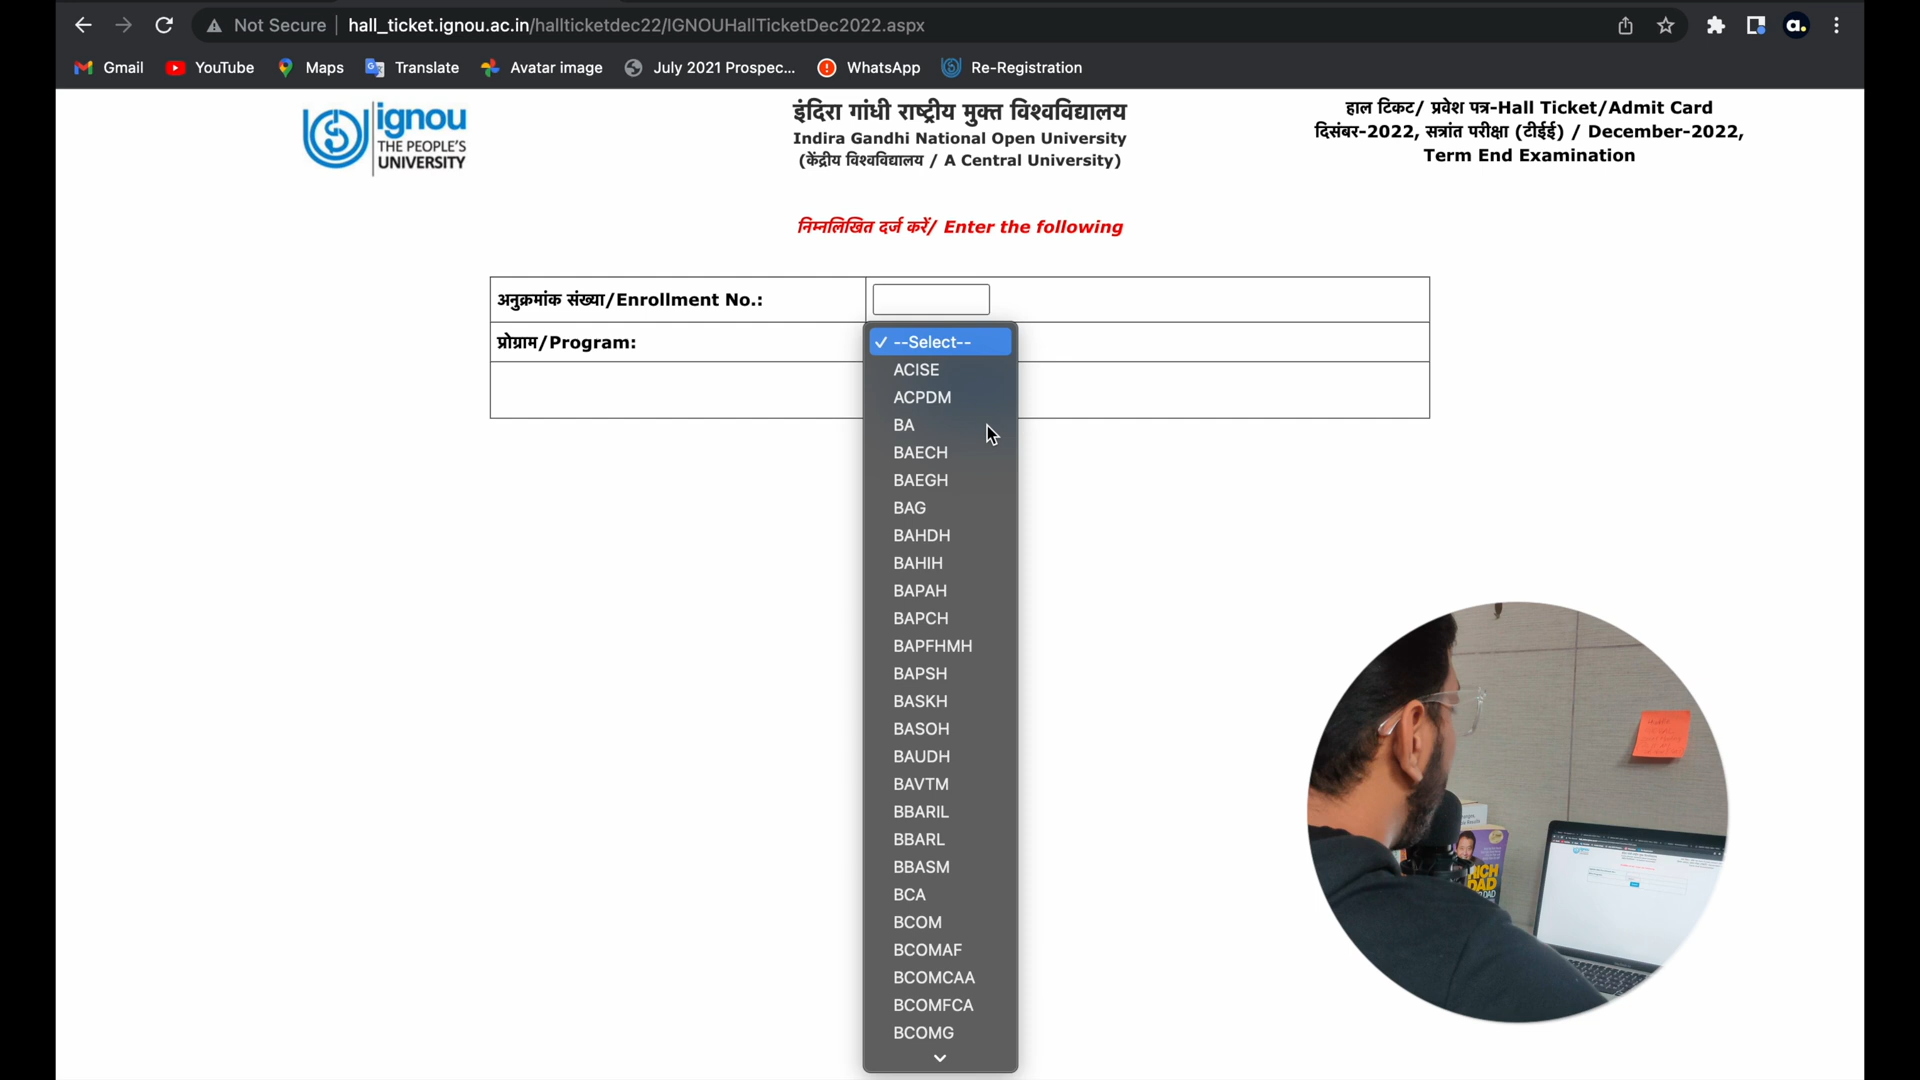 Not Secure | hall_ticket.ignou.ac.in/hallticketdec22/IGNOUHallTicketDec2022.aspx
Gmail YouTube Maps Translate Avatar image July 2021 Prospec... WhatsApp Re-Registration
ignou
THE PEOPLE'S
UNIVERSITY
इंदिरा गांधी राष्ट्रीय मुक्त विश्वविद्यालय
Indira Gandhi National Open University
(केंद्रीय विश्वविद्यालय / A Central University)
हाल टिकट/ प्रवेश पत्र-Hall Ticket/Admit Card
दिसंबर-2022, सत्रांत परीक्षा (टीईई) / December-2022,
Term End Examination
निम्नलिखित दर्ज करें/ Enter the following
अनुक्रमांक संख्या/Enrollment No.:
प्रोग्राम/Program:
--Select--
ACISE
ACPDM
BA
BAECH
BAEGH
BAG
BAHDH
BAHIH
BAPAH
BAPCH
BAPFHMH
BAPSH
BASKH
BASOH
BAUDH
BAVTM
BBARIL
BBARL
BBASM
BCA
BCOM
BCOMAF
BCOMCAA
BCOMFCA
BCOMG
RICH
DAD